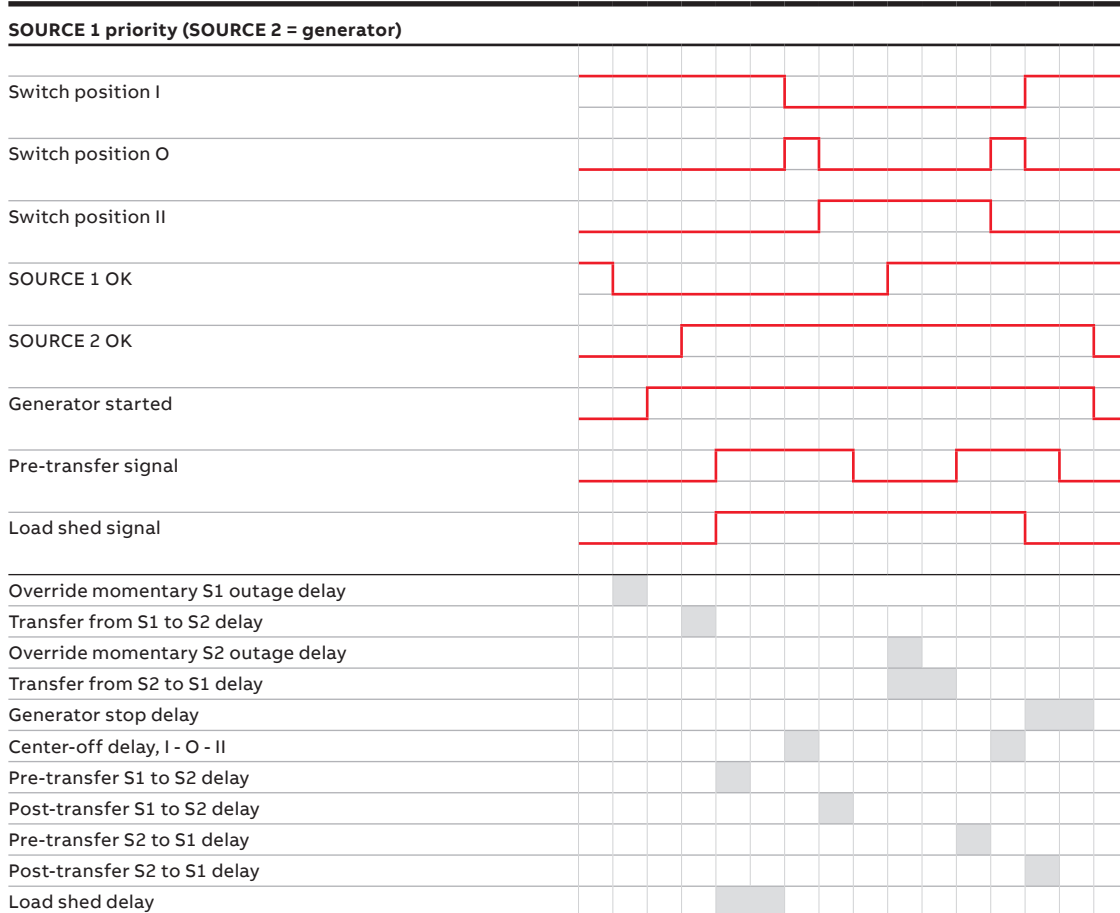 SOURCE 1 priority (SOURCE 2 = generator)
Switch position I
Switch position O
Switch position II
SOURCE 1 OK
SOURCE 2 OK
Generator started
Pre-transfer signal
Load shed signal
Override momentary S1 outage delay
Transfer from S1 to S2 delay
Override momentary S2 outage delay
Transfer from S2 to S1 delay
Generator stop delay
Center-off delay, I - O - II
Pre-transfer S1 to S2 delay
Post-transfer S1 to S2 delay
Pre-transfer S2 to S1 delay
Post-transfer S2 to S1 delay
Load shed delay